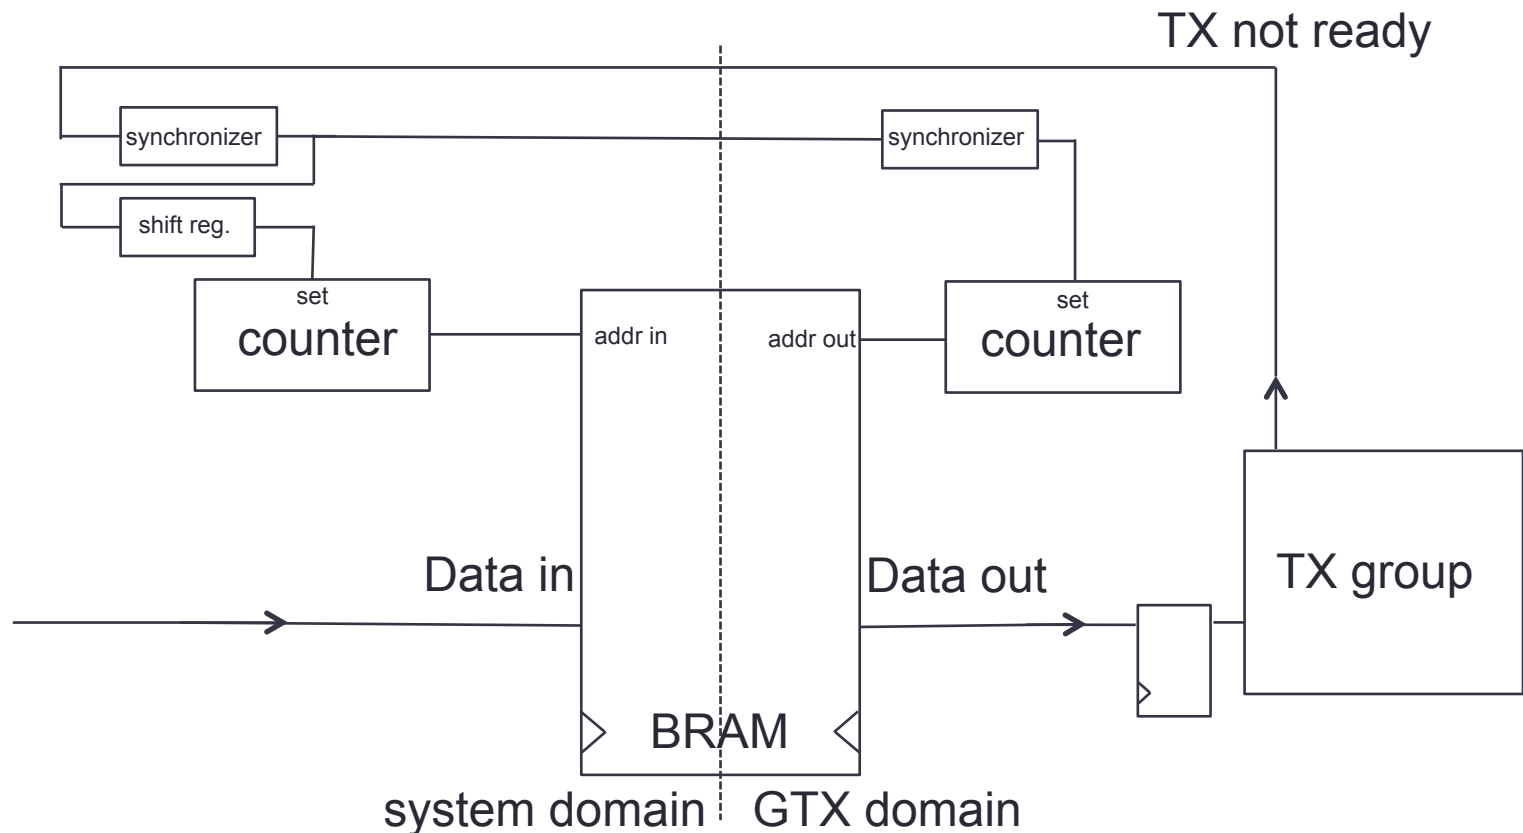 TX not ready
synchronizer
synchronizer
shift reg.
set
counter
set
counter
addr in
addr out
Data in
Data out
TX group
BRAM
system domain
GTX domain